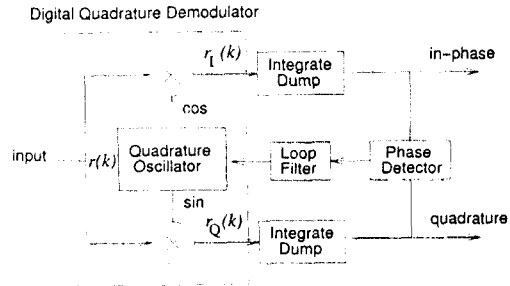 Digital Quadrature Demodulator
r_I(k)
Integrate
Dump
in-phase
cos
input
r(k)
Quadrature
Oscillator
Loop
Filter
Phase
Detector
sin
r_Q(k)
Integrate
Dump
quadrature